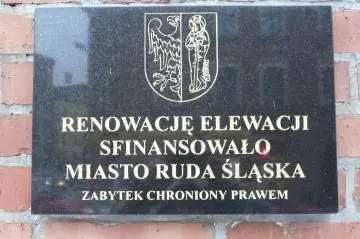 RENOWACJĘ ELEWACJI
SFINANSOWAŁO
MIASTO RUDA ŚLĄSKA
ZABYTEK CHRONIONY PRAWEM